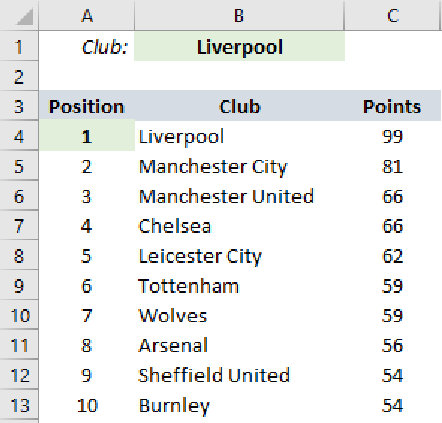 A B C
1 Club: Liverpool
2
3 Position Club Points
4 1 Liverpool 99
5 2 Manchester City 81
6 3 Manchester United 66
7 4 Chelsea 66
8 5 Leicester City 62
9 6 Tottenham 59
10 7 Wolves 59
11 8 Arsenal 56
12 9 Sheffield United 54
13 10 Burnley 54